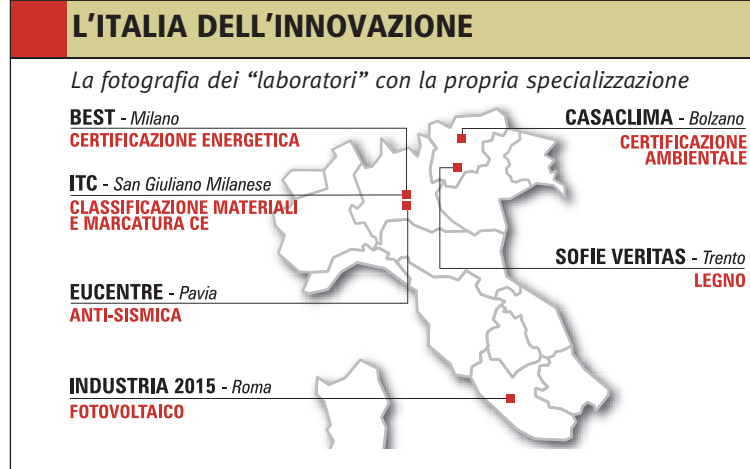 L'ITALIA DELL'INNOVAZIONE
La fotografia dei “laboratori” con la propria specializzazione
BEST - Milano
CERTIFICAZIONE ENERGETICA
ITC - San Giuliano Milanese
CLASSIFICAZIONE MATERIALI
E MARCATURA CE
EUCENTRE - Pavia
ANTI-SISMICA
INDUSTRIA 2015 - Roma
FOTOVOLTAICO
CASACLIMA - Bolzano
CERTIFICAZIONE
AMBIENTALE
SOFIE VERITAS - Trento
LEGNO